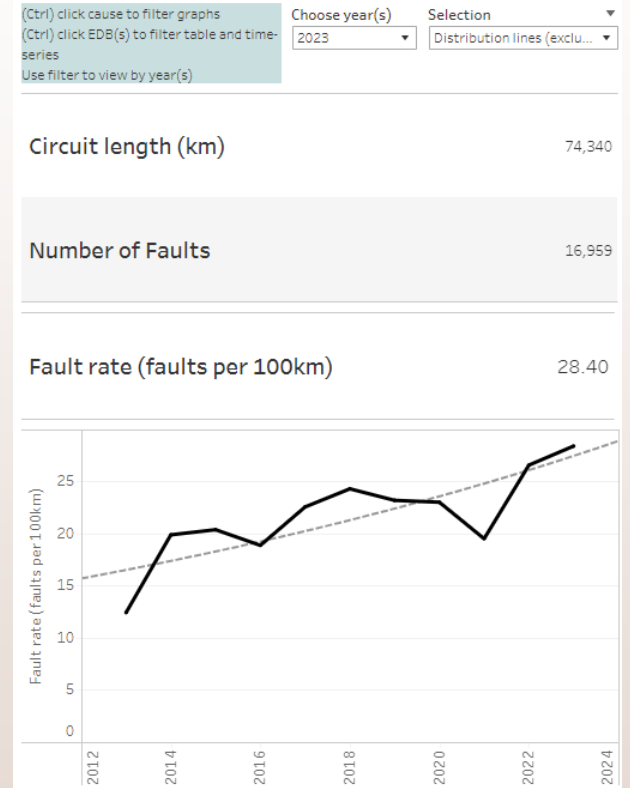 (Ctrl) click cause to filter graphs
(Ctrl) click EDB(s) to filter table and time-
series
Use filter to view by year(s)
Choose year(s)
2023
Selection
Distribution lines (exclu...
Circuit length (km)
74,340
Number of Faults
16,959
Fault rate (faults per 100km)
28.40
Fault rate (faults per 100km)
25
20
15
10
5
0
2012
2014
2016
2018
2020
2022
2024